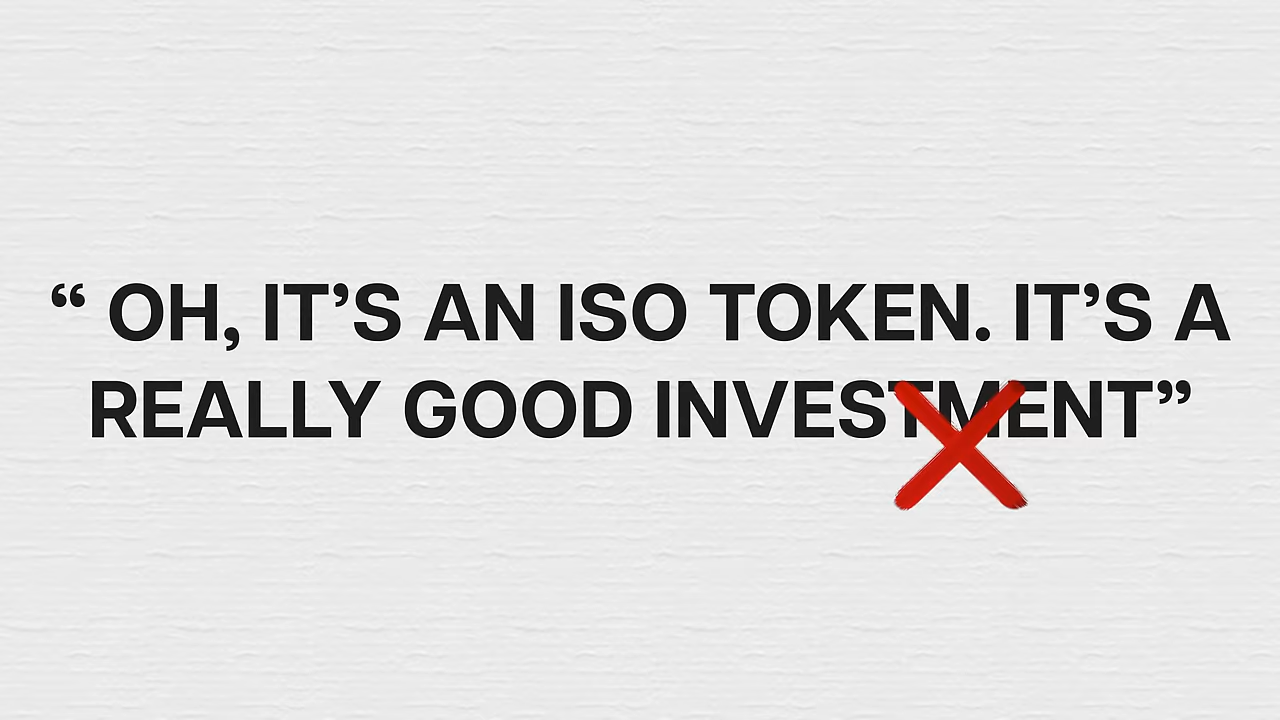 “ OH, IT’S AN ISO TOKEN. IT’S A
REALLY GOOD INVESTMENT”